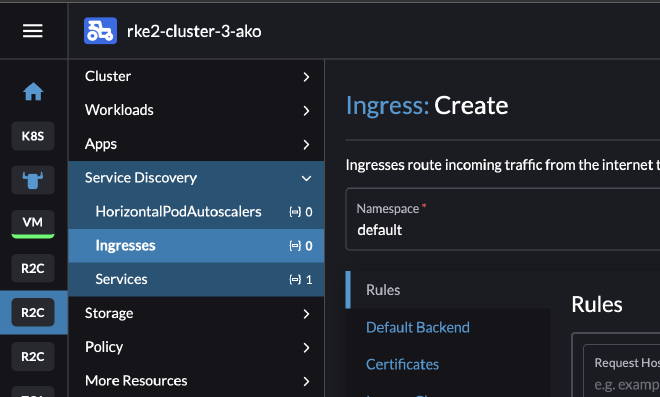 rke2-cluster-3-ako
K8S
VM
R2C
R2C
R2C
Cluster
Workloads
Apps
Service Discovery
HorizontalPodAutoscalers 0
Ingresses 0
Services 1
Storage
Policy
More Resources
Ingress: Create
Ingresses route incoming traffic from the internet t
Namespace *
default
Rules
Default Backend
Certificates
Rules
Request Hos
e.g. examp